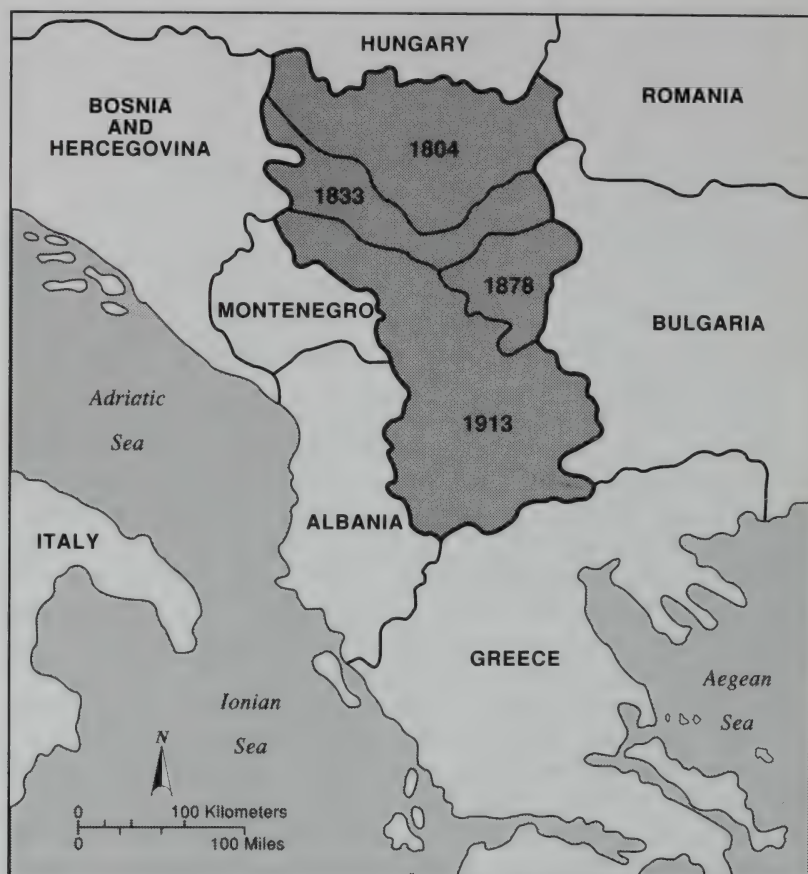 HUNGARY
ROMANIA
BOSNIA
AND
HERCEGOVINA
1804
1833
1878
MONTENEGRO
BULGARIA
Adriatic
Sea
1913
ALBANIA
ITALY
GREECE
Ionian
Sea
Aegean
Sea
N
0 100 Kilometers
0 100 Miles